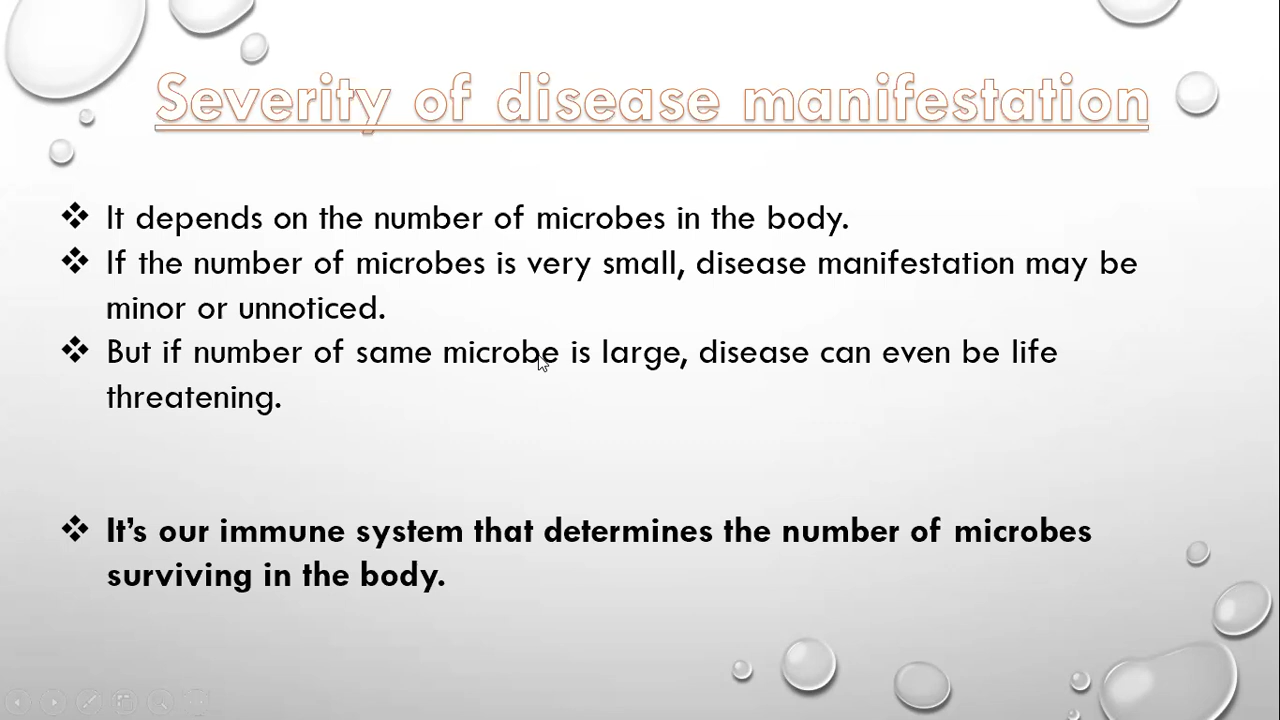 Severity of disease manifestation
❖ It depends on the number of microbes in the body.
❖ If the number of microbes is very small, disease manifestation may be
minor or unnoticed.
❖ But if number of same microbe is large, disease can even be life
threatening.
❖ It’s our immune system that determines the number of microbes
surviving in the body.